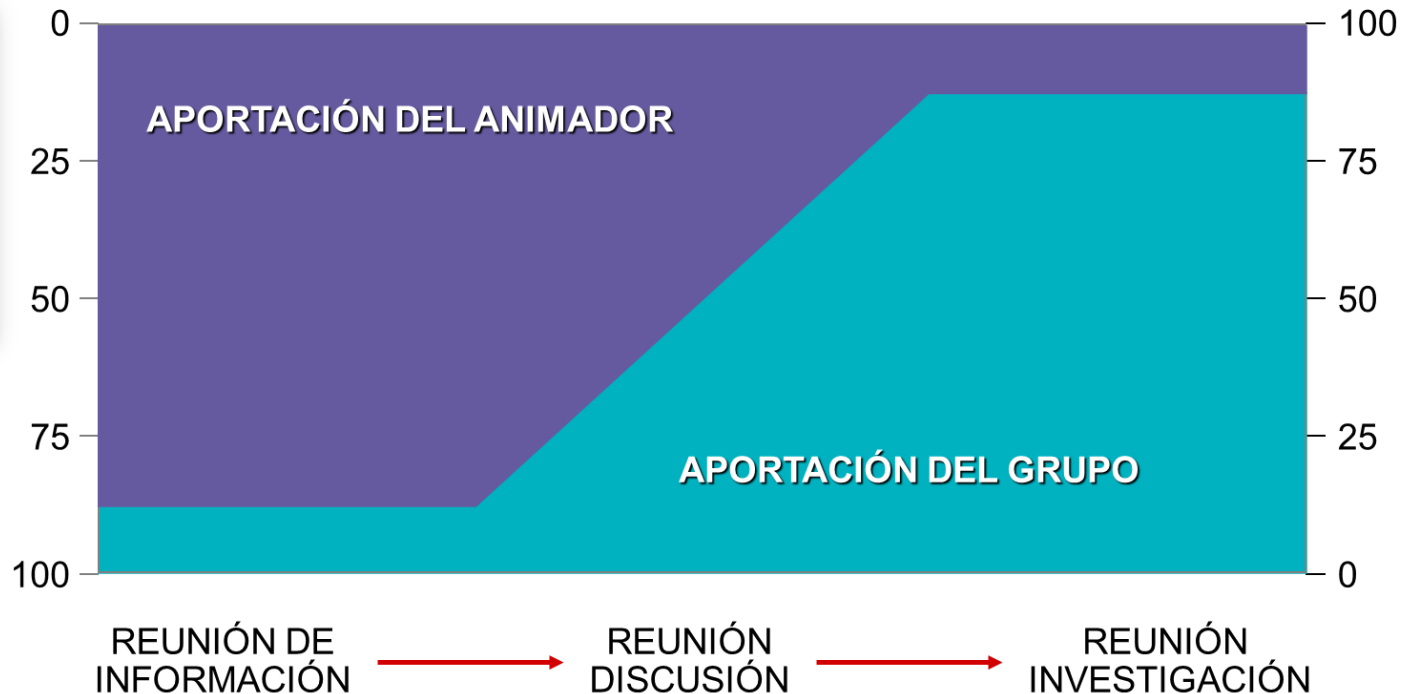 0
100
APORTACIÓN DEL ANIMADOR
25
75
50
50
75
25
APORTACIÓN DEL GRUPO
100
0
REUNIÓN DE
INFORMACIÓN
REUNIÓN
DISCUSIÓN
REUNIÓN
INVESTIGACIÓN